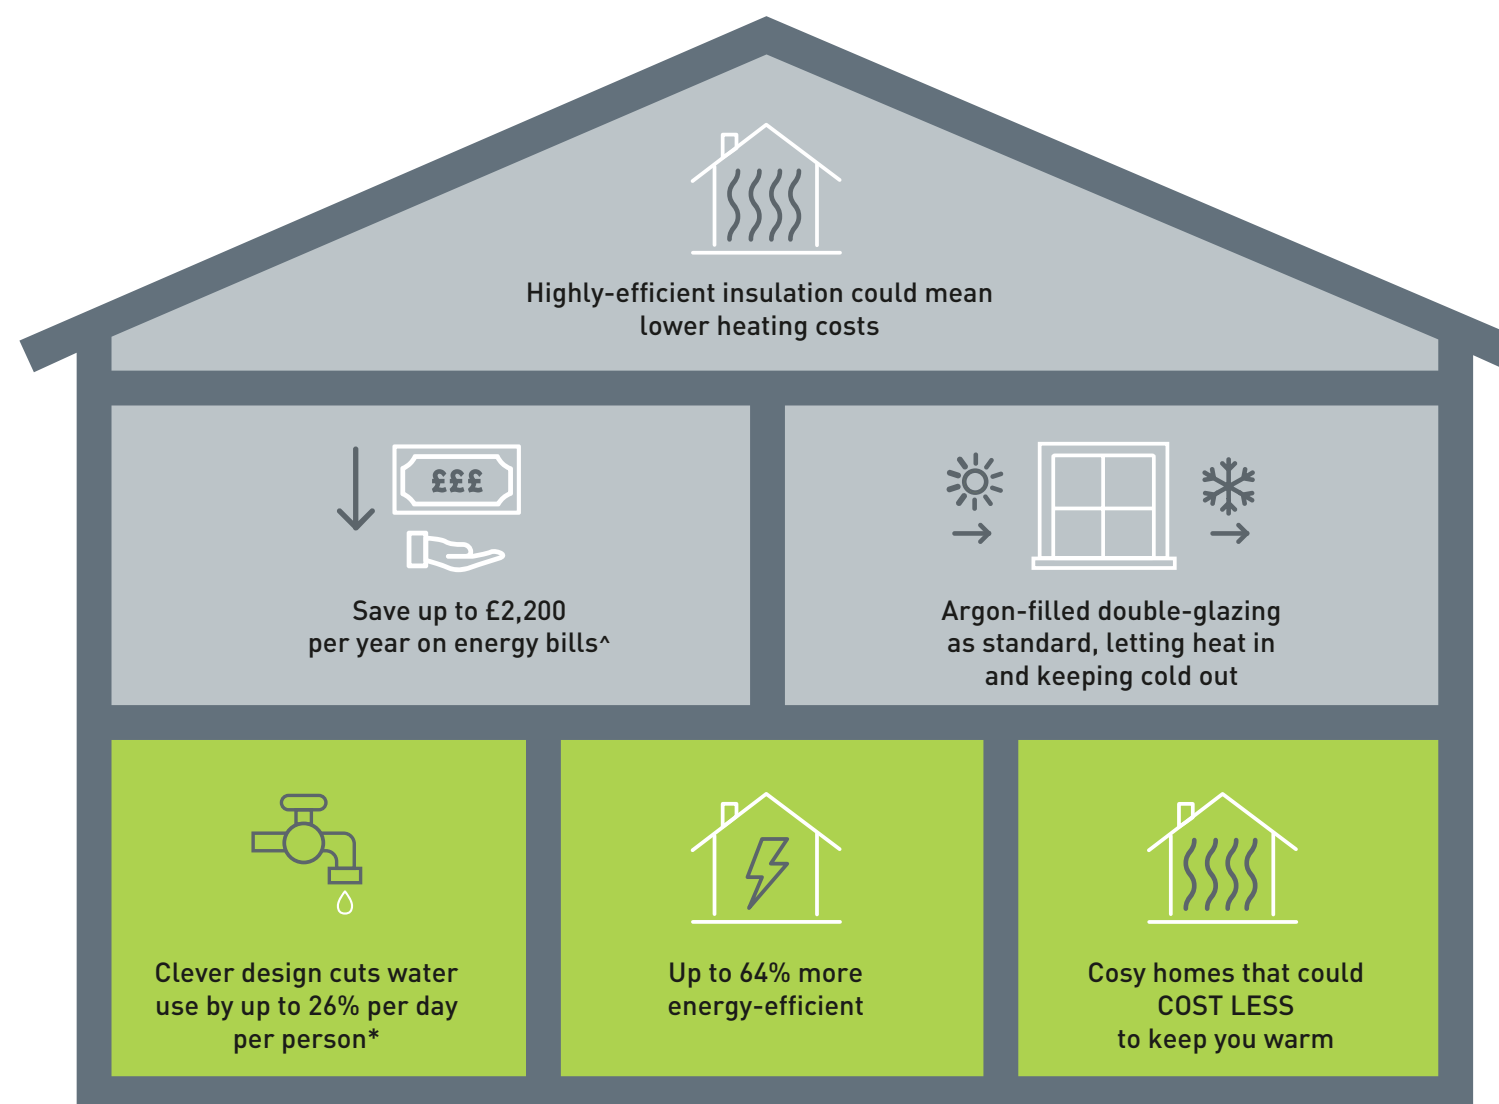 Highly-efficient insulation could mean
lower heating costs
£££
Save up to £2,200
per year on energy bills^
Argon-filled double-glazing
as standard, letting heat in
and keeping cold out
Clever design cuts water
use by up to 26% per day
per person*
Up to 64% more
energy-efficient
Cosy homes that could
COST LESS
to keep you warm